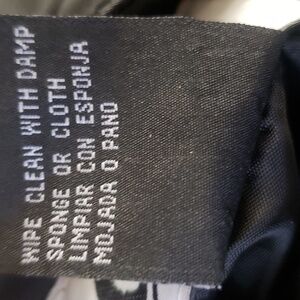 WIPE CLEAN WITH DAMP
SPONGE OR CLOTH
LIMPIAR CON ESPONJA
MOJADA O PANO